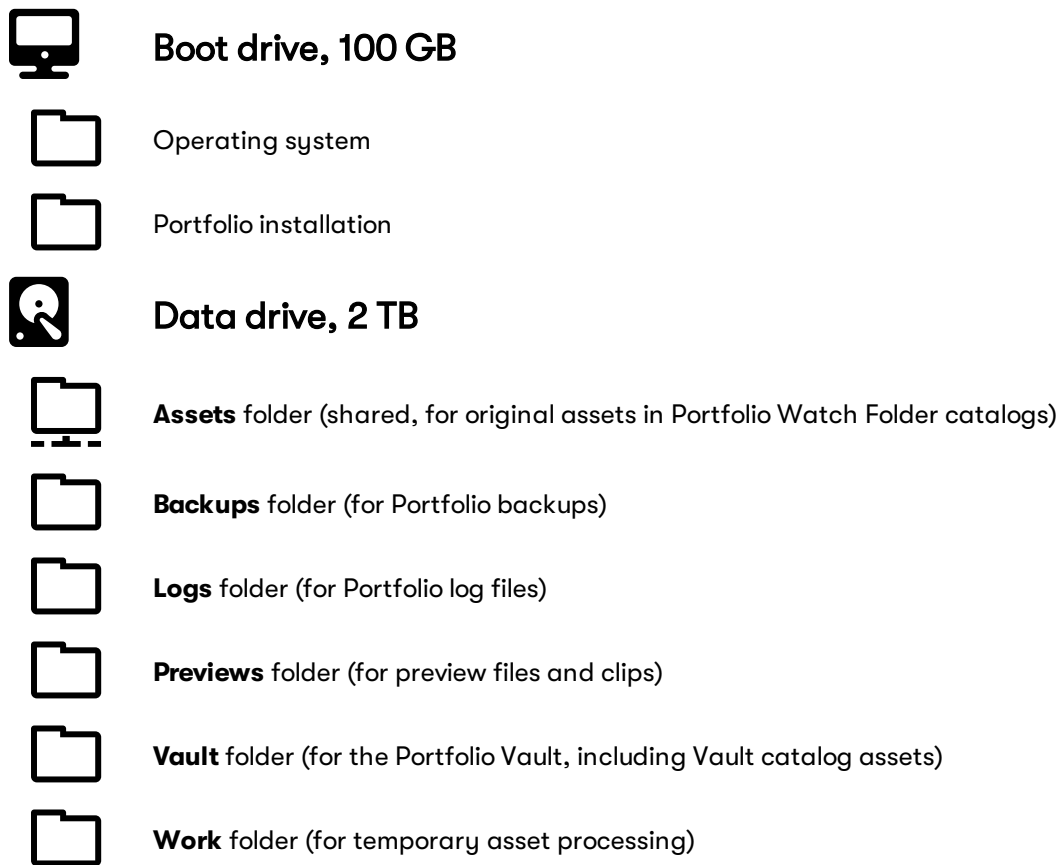 Boot drive, 100 GB
Operating system
Portfolio installation
Data drive, 2 TB
Assets folder (shared, for original assets in Portfolio Watch Folder catalogs)
Backups folder (for Portfolio backups)
Logs folder (for Portfolio log files)
Previews folder (for preview files and clips)
Vault folder (for the Portfolio Vault, including Vault catalog assets)
Work folder (for temporary asset processing)